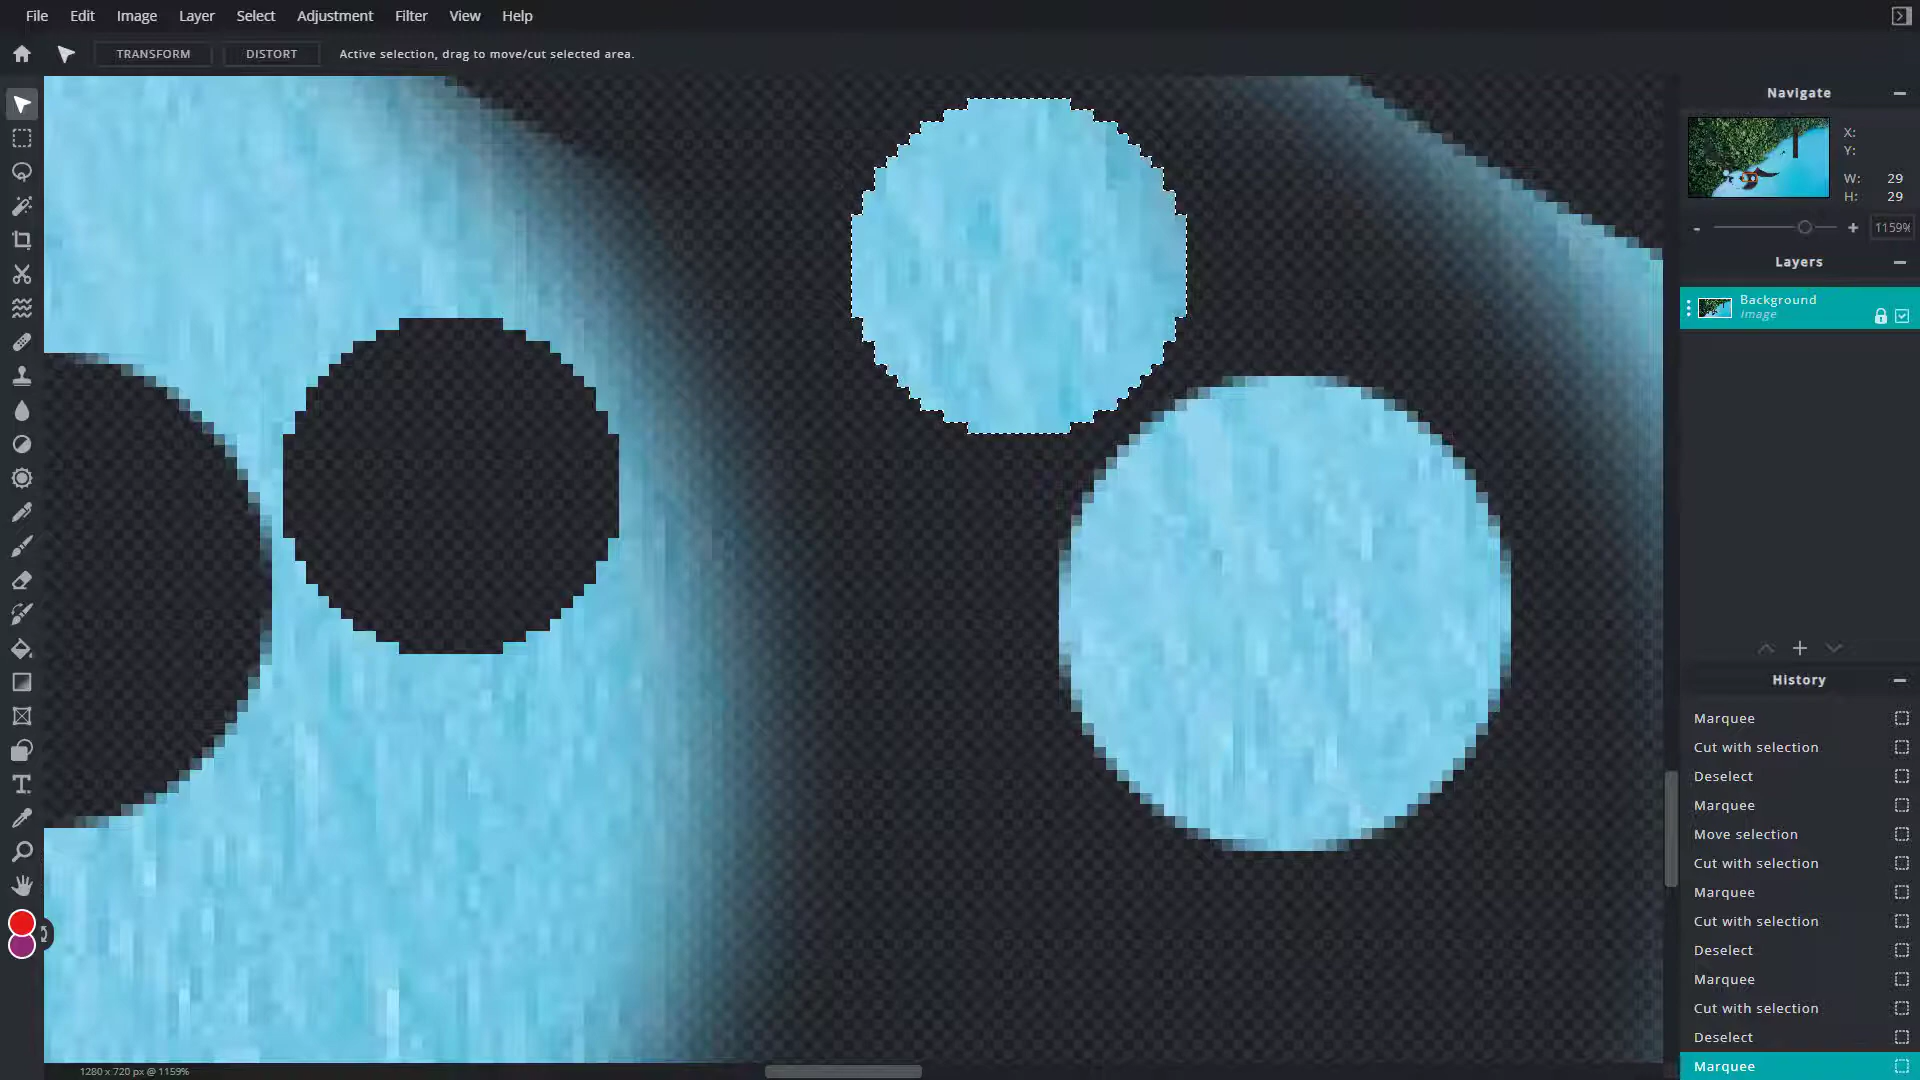 File Edit Image Layer Select Adjustment Filter View Help
TRANSFORM DISTORT Active selection, drag to move/cut selected area.
Navigate
X:
Y:
W: 29
H: 29
- + 1159%
Layers
Background
Image
History
Marquee
Cut with selection
Deselect
Marquee
Move selection
Cut with selection
Marquee
Cut with selection
Deselect
Marquee
Cut with selection
Deselect
Marquee
1280 x 720 px @ 1159%